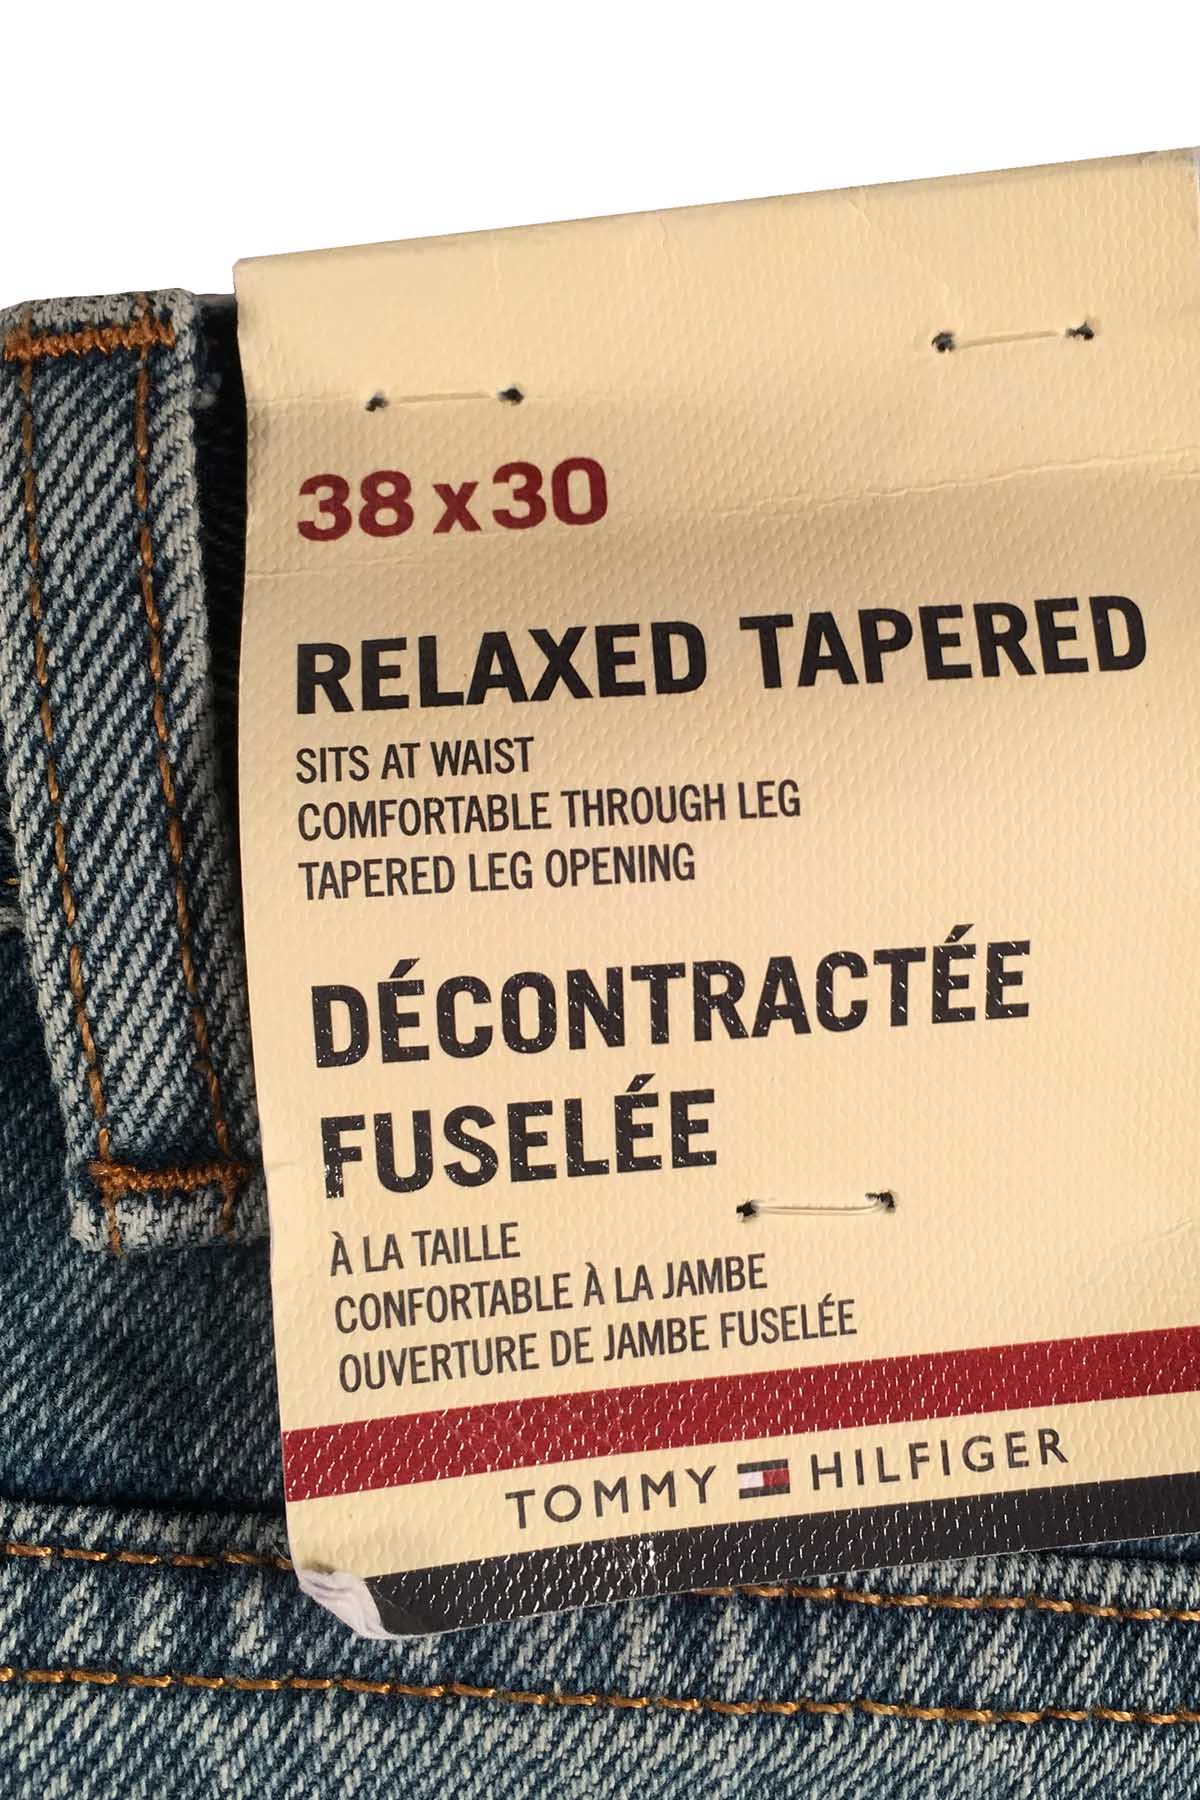 38 x 30
RELAXED TAPERED
SITS AT WAIST
COMFORTABLE THROUGH LEG
TAPERED LEG OPENING
DÉCONTRACTÉE
FUSELÉE
À LA TAILLE
CONFORTABLE À LA JAMBE
OUVERTURE DE JAMBE FUSELÉE
TOMMY HILFIGER